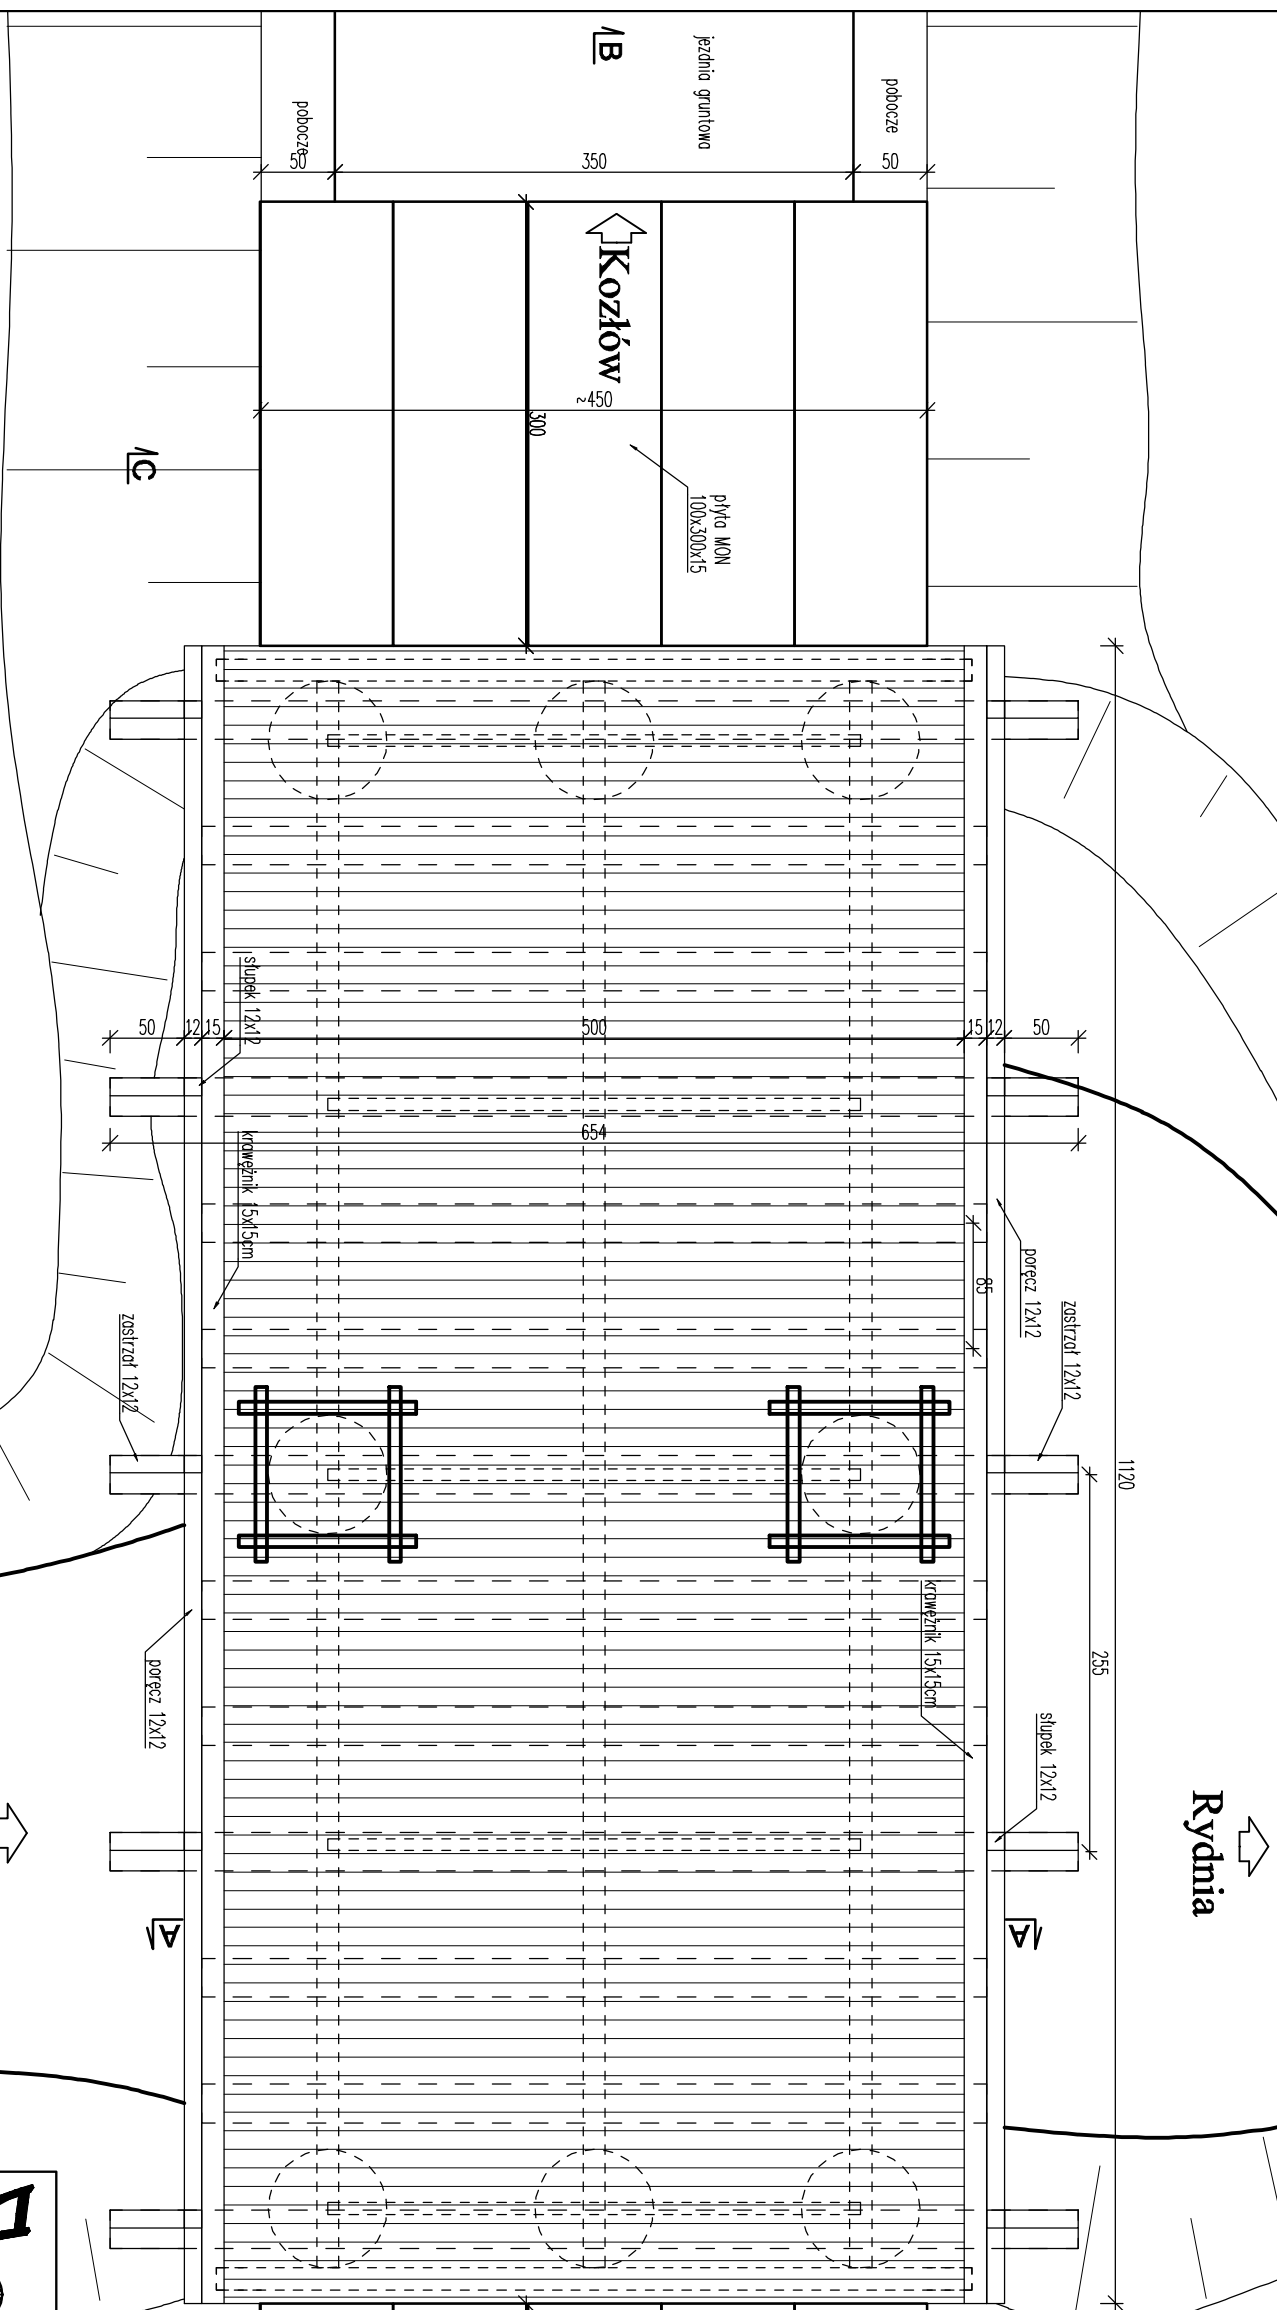 B
jezdnia gruntowa
pobocze
pobocze
50
350
50
Kozłów
~450
300
płyta MON
100x300x15
C
słupek 12x12
50
12
15
500
15
12
50
654
krawężnik 15x15cm
85
poręcz 12x12
zastrzał 12x12
zastrzał 12x12
1120
255
krawężnik 15x15cm
poręcz 12x12
słupek 12x12
Rydnia
A
A